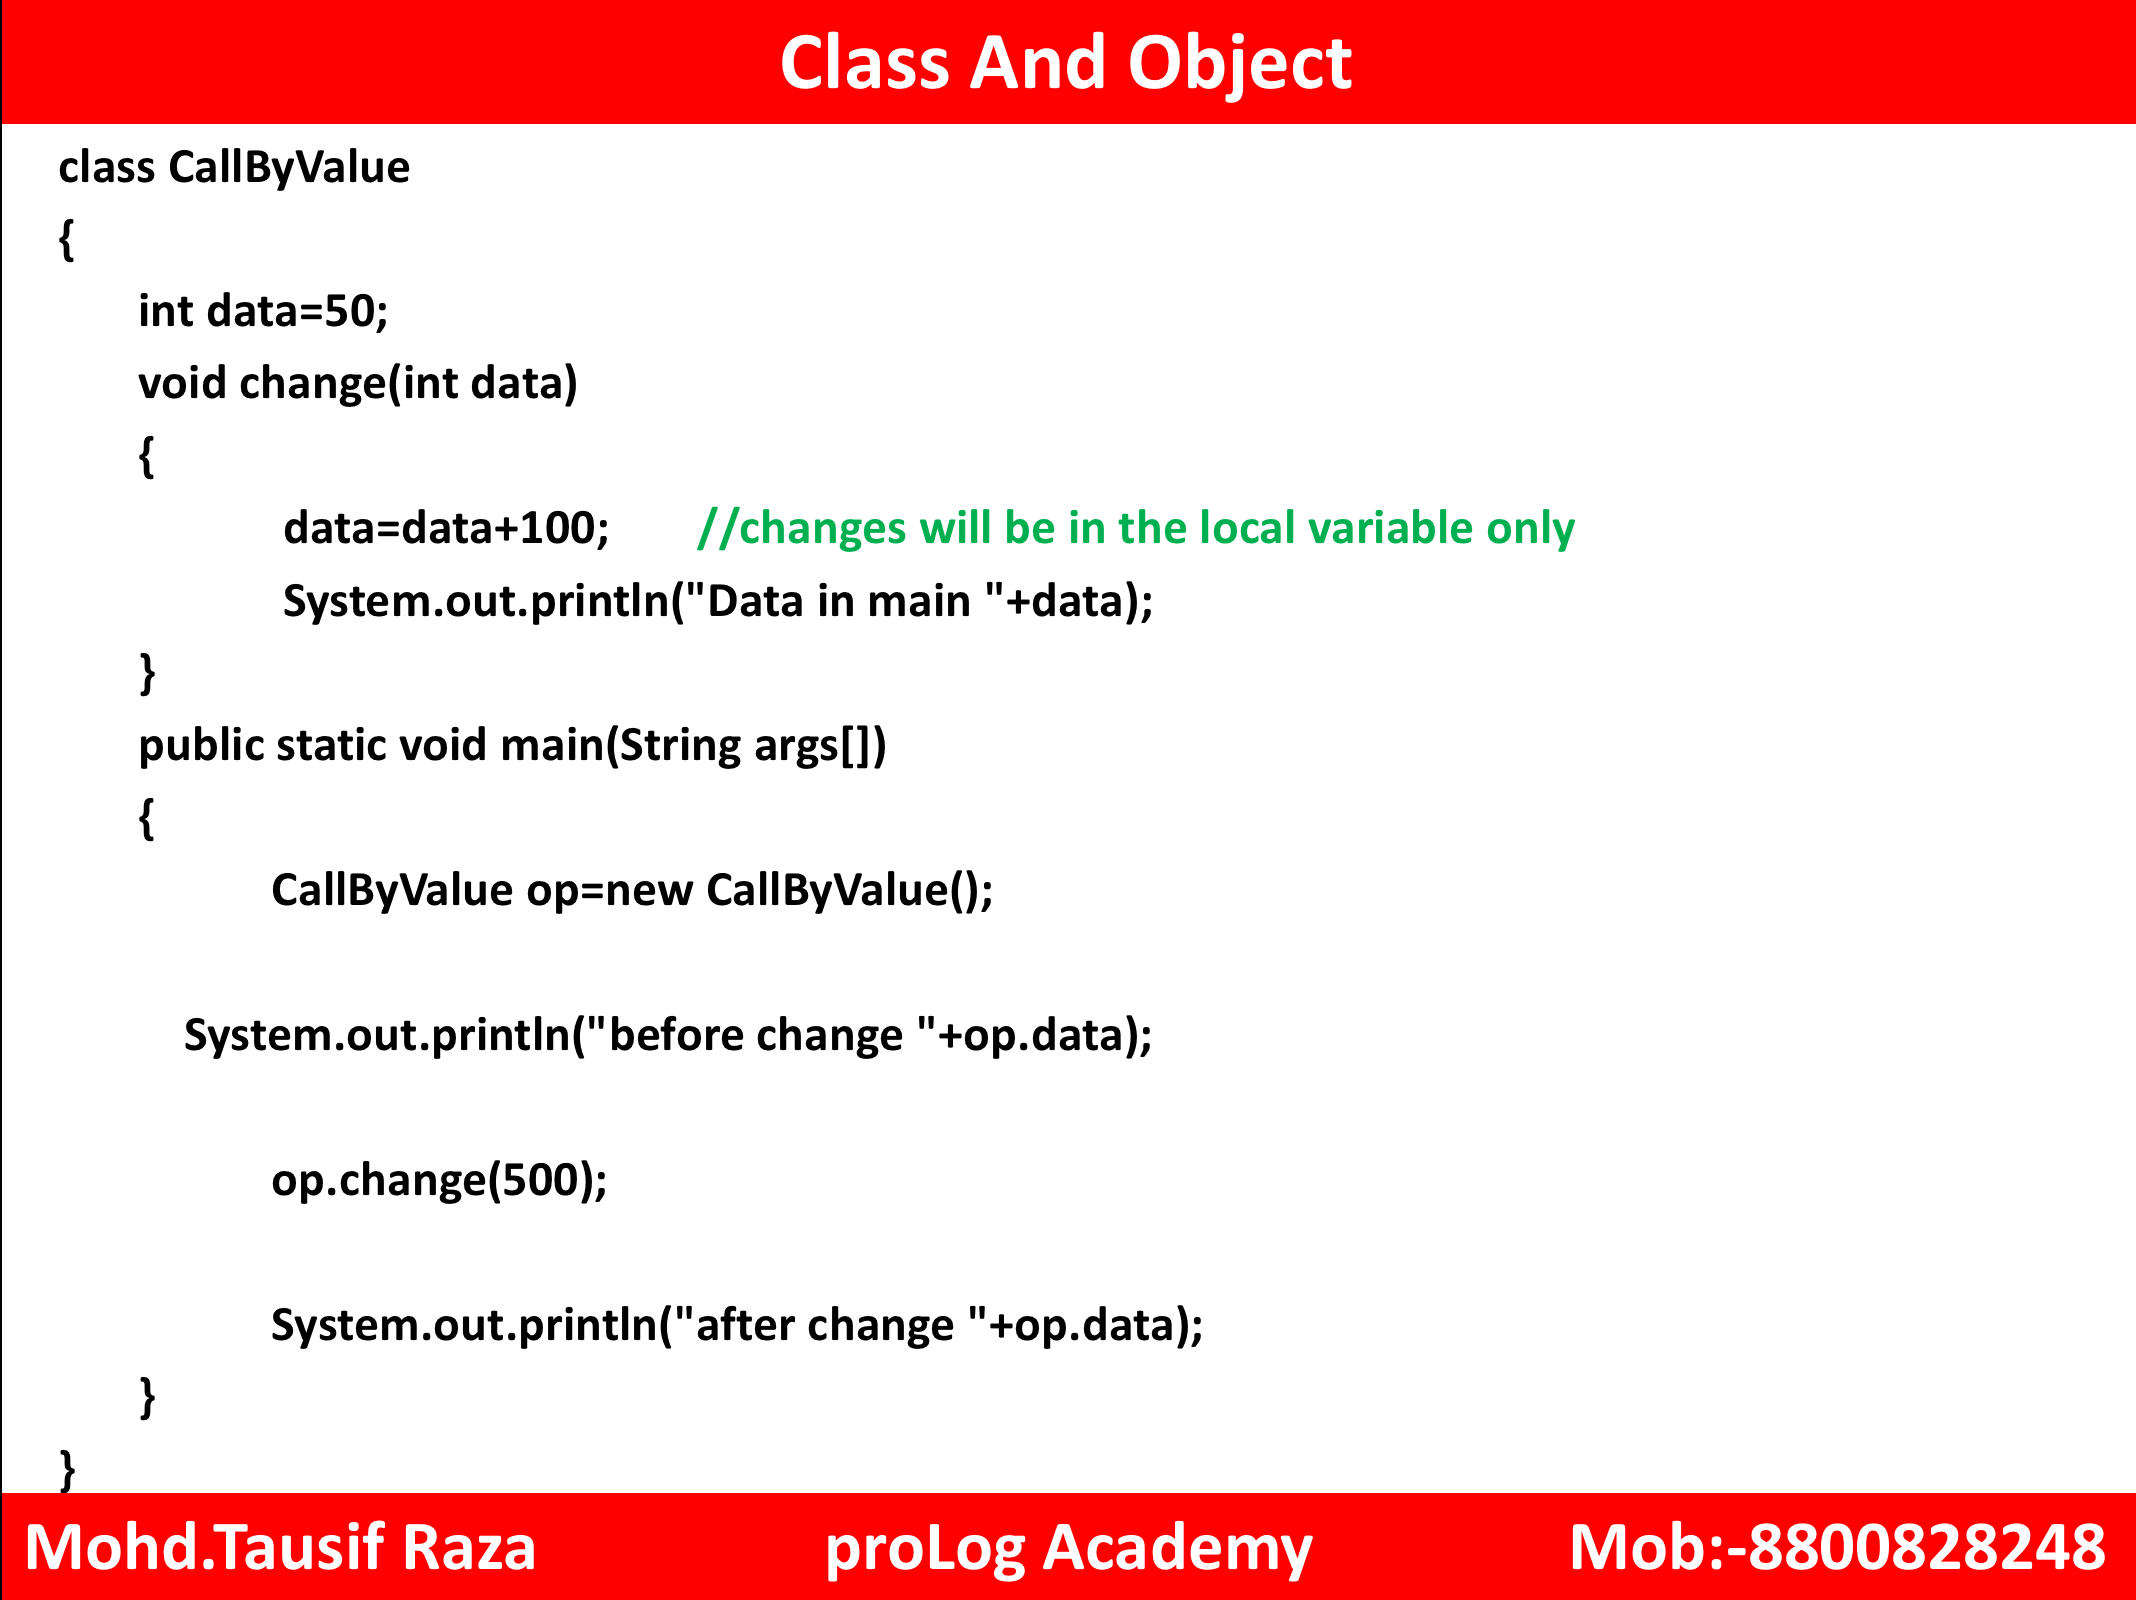 Class And Object
class CallByValue
{
int data=50;
void change(int data)
{
data=data+100; //changes will be in the local variable only
System.out.println("Data in main "+data);
}
public static void main(String args[])
{
CallByValue op=new CallByValue();
System.out.println("before change "+op.data);
op.change(500);
System.out.println("after change "+op.data);
}
}
Mohd.Tausif Raza proLog Academy Mob:-8800828248